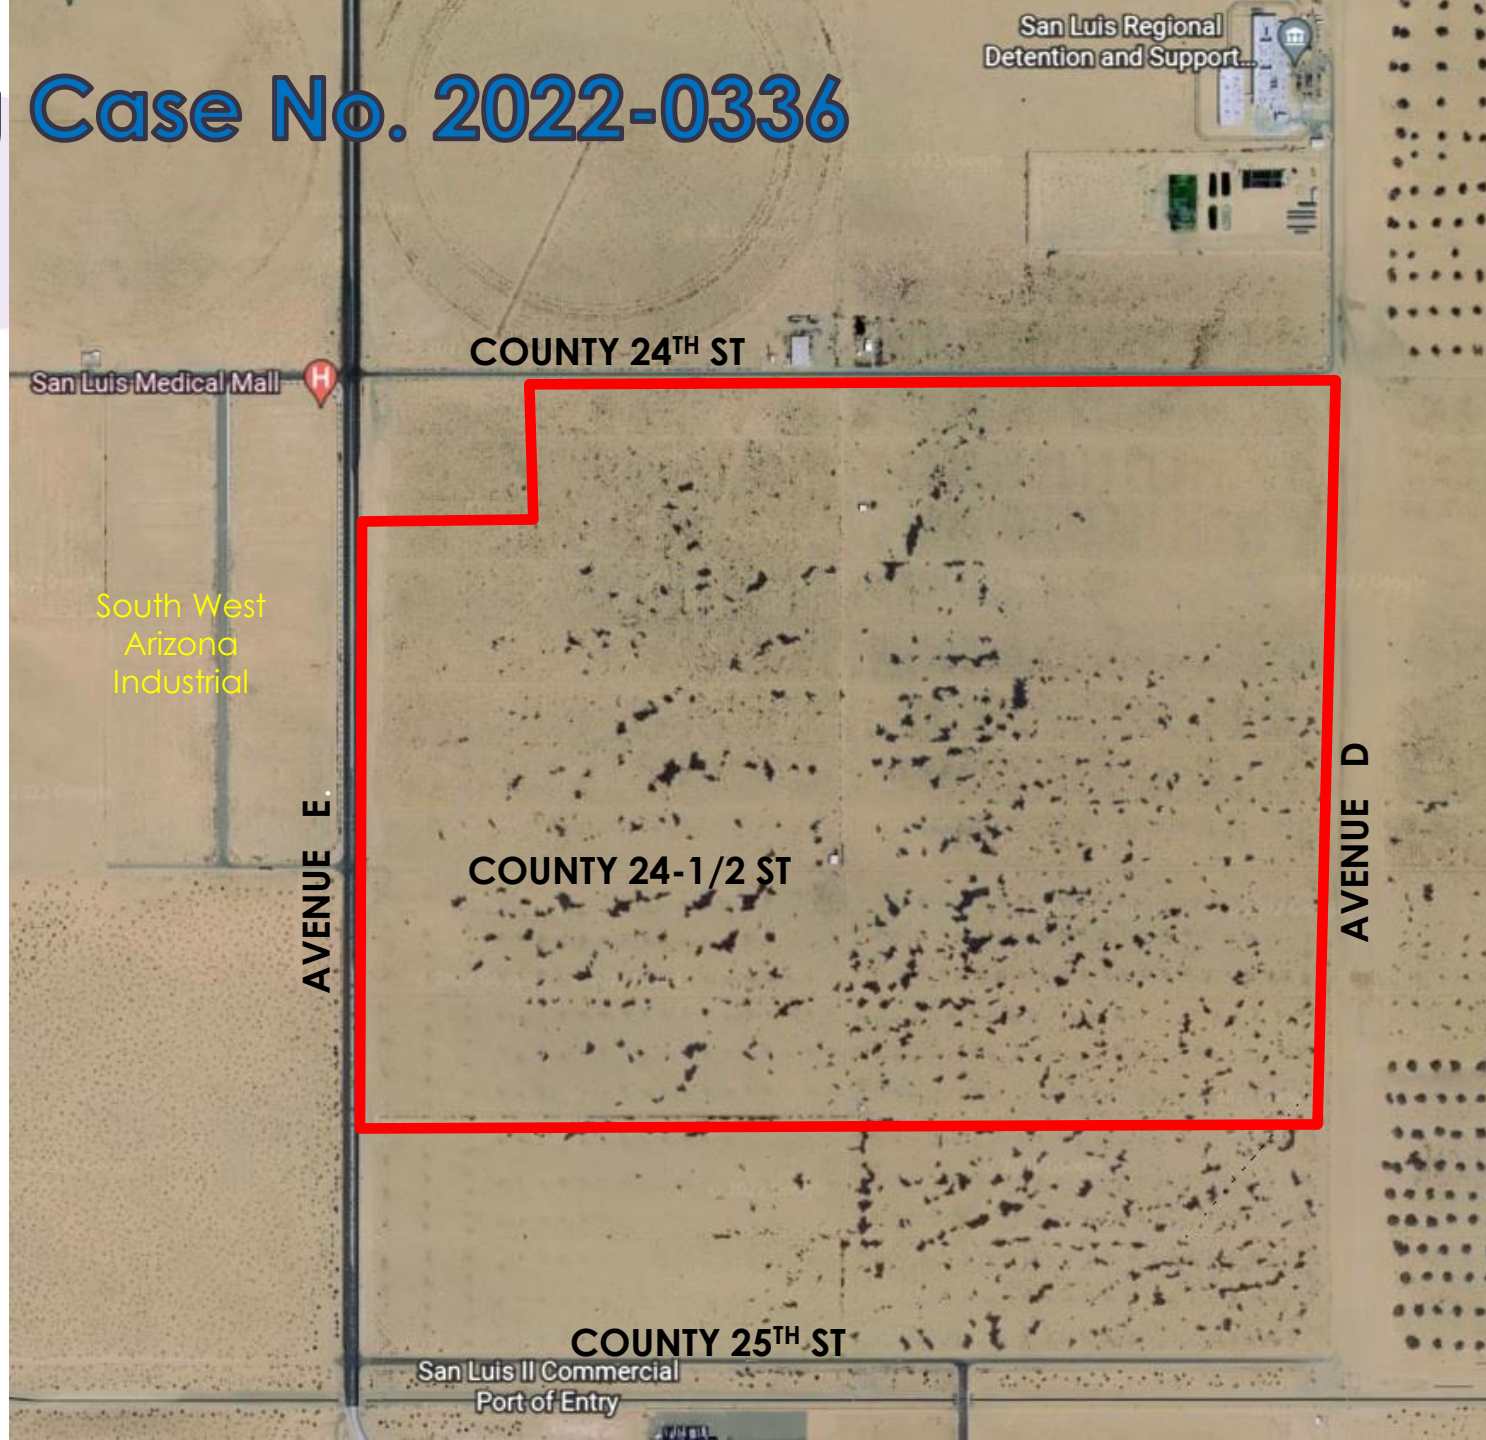 San Luis Regional
Detention and Support...
Case No. 2022-0336
COUNTY 24TH ST
San Luis Medical Mall
H
South West
Arizona
Industrial
AVENUE E.
COUNTY 24-1/2 ST
AVENUE D
COUNTY 25TH ST
San Luis II Commercial
Port of Entry